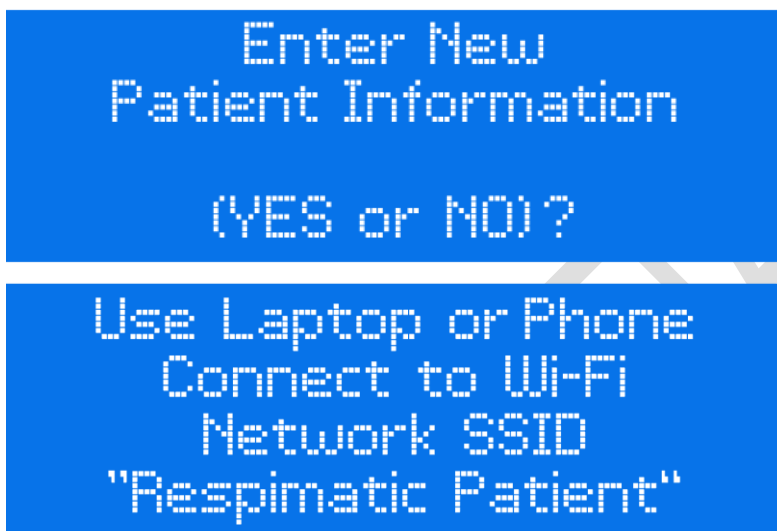 Enter New
Patient Information
(YES or NO)?
Use Laptop or Phone
Connect to Wi-Fi
Network SSID
"Respimatic Patient"